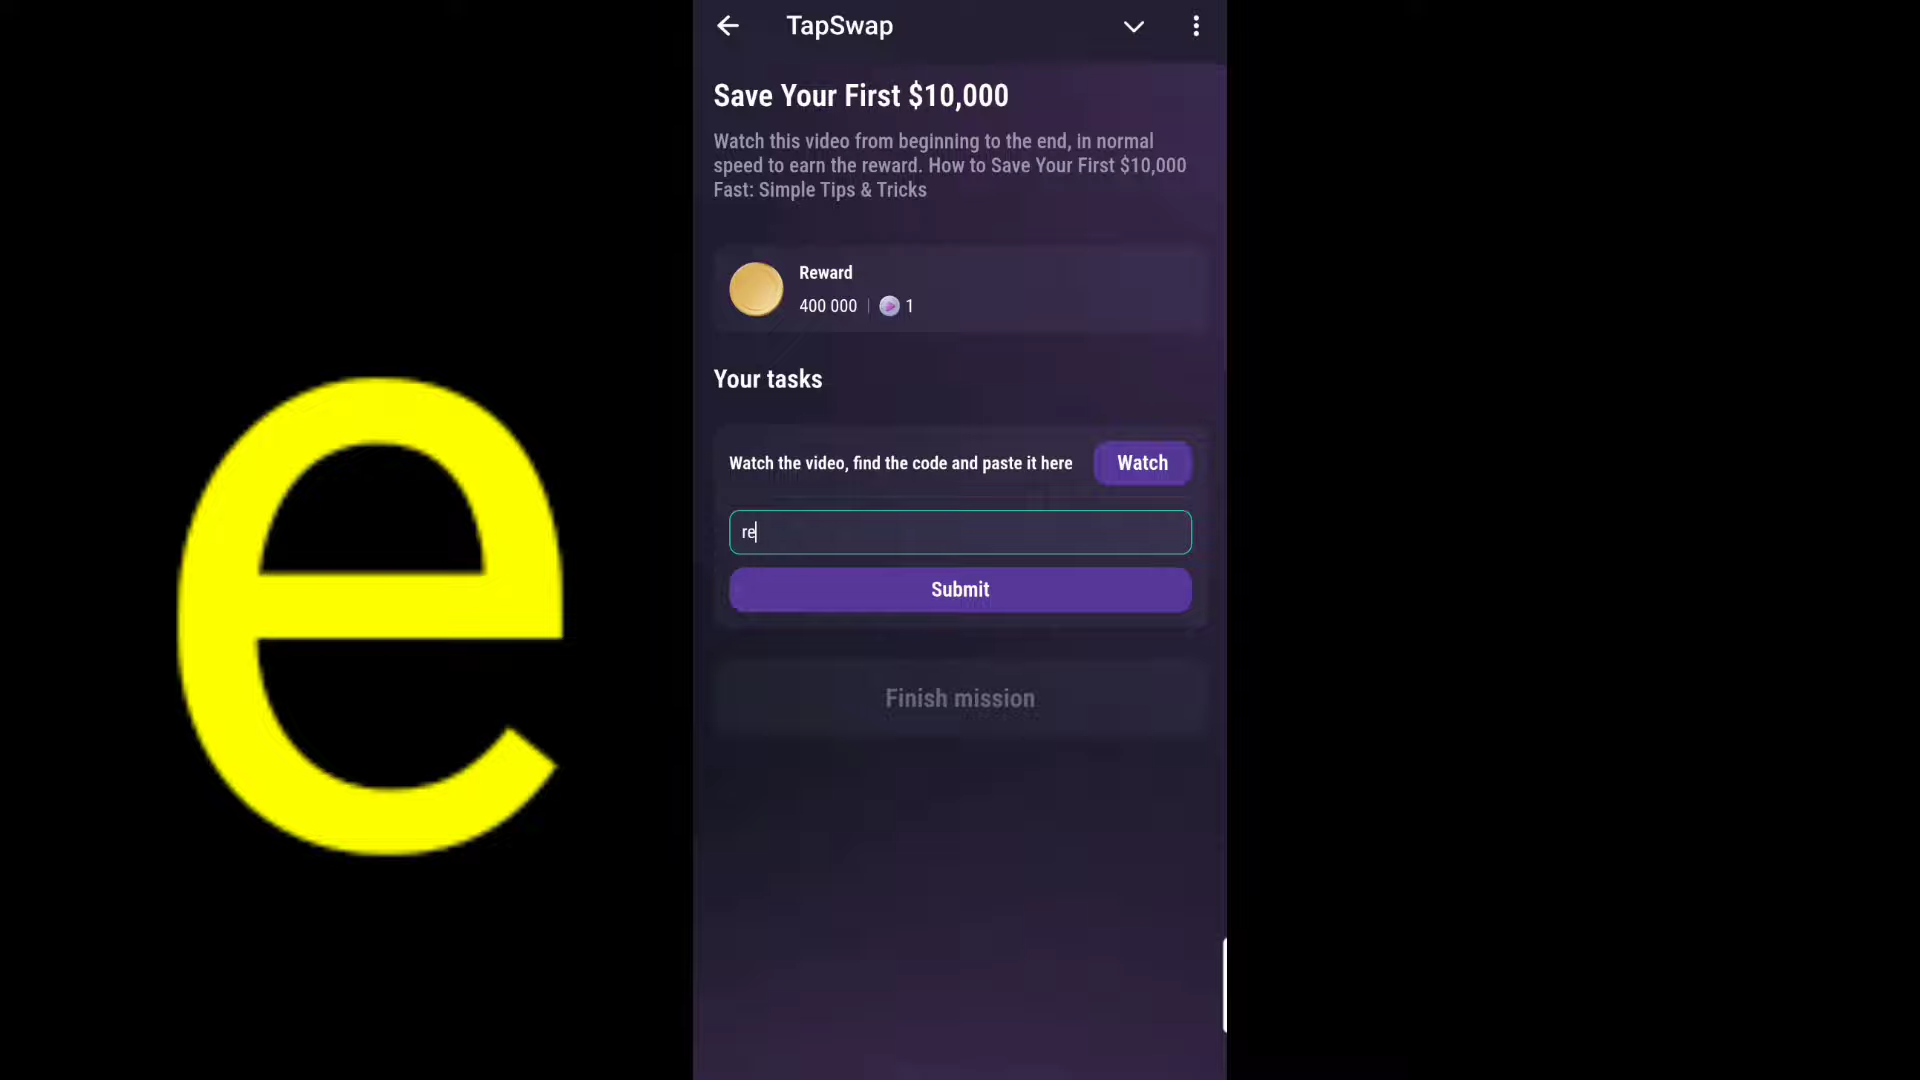 TapSwap
Save Your First $10,000
Watch this video from beginning to the end, in normal
speed to earn the reward. How to Save Your First $10,000
Fast: Simple Tips & Tricks
Reward
400 000 | 1
Your tasks
Watch the video, find the code and paste it here
Watch
re
Submit
Finish mission
e